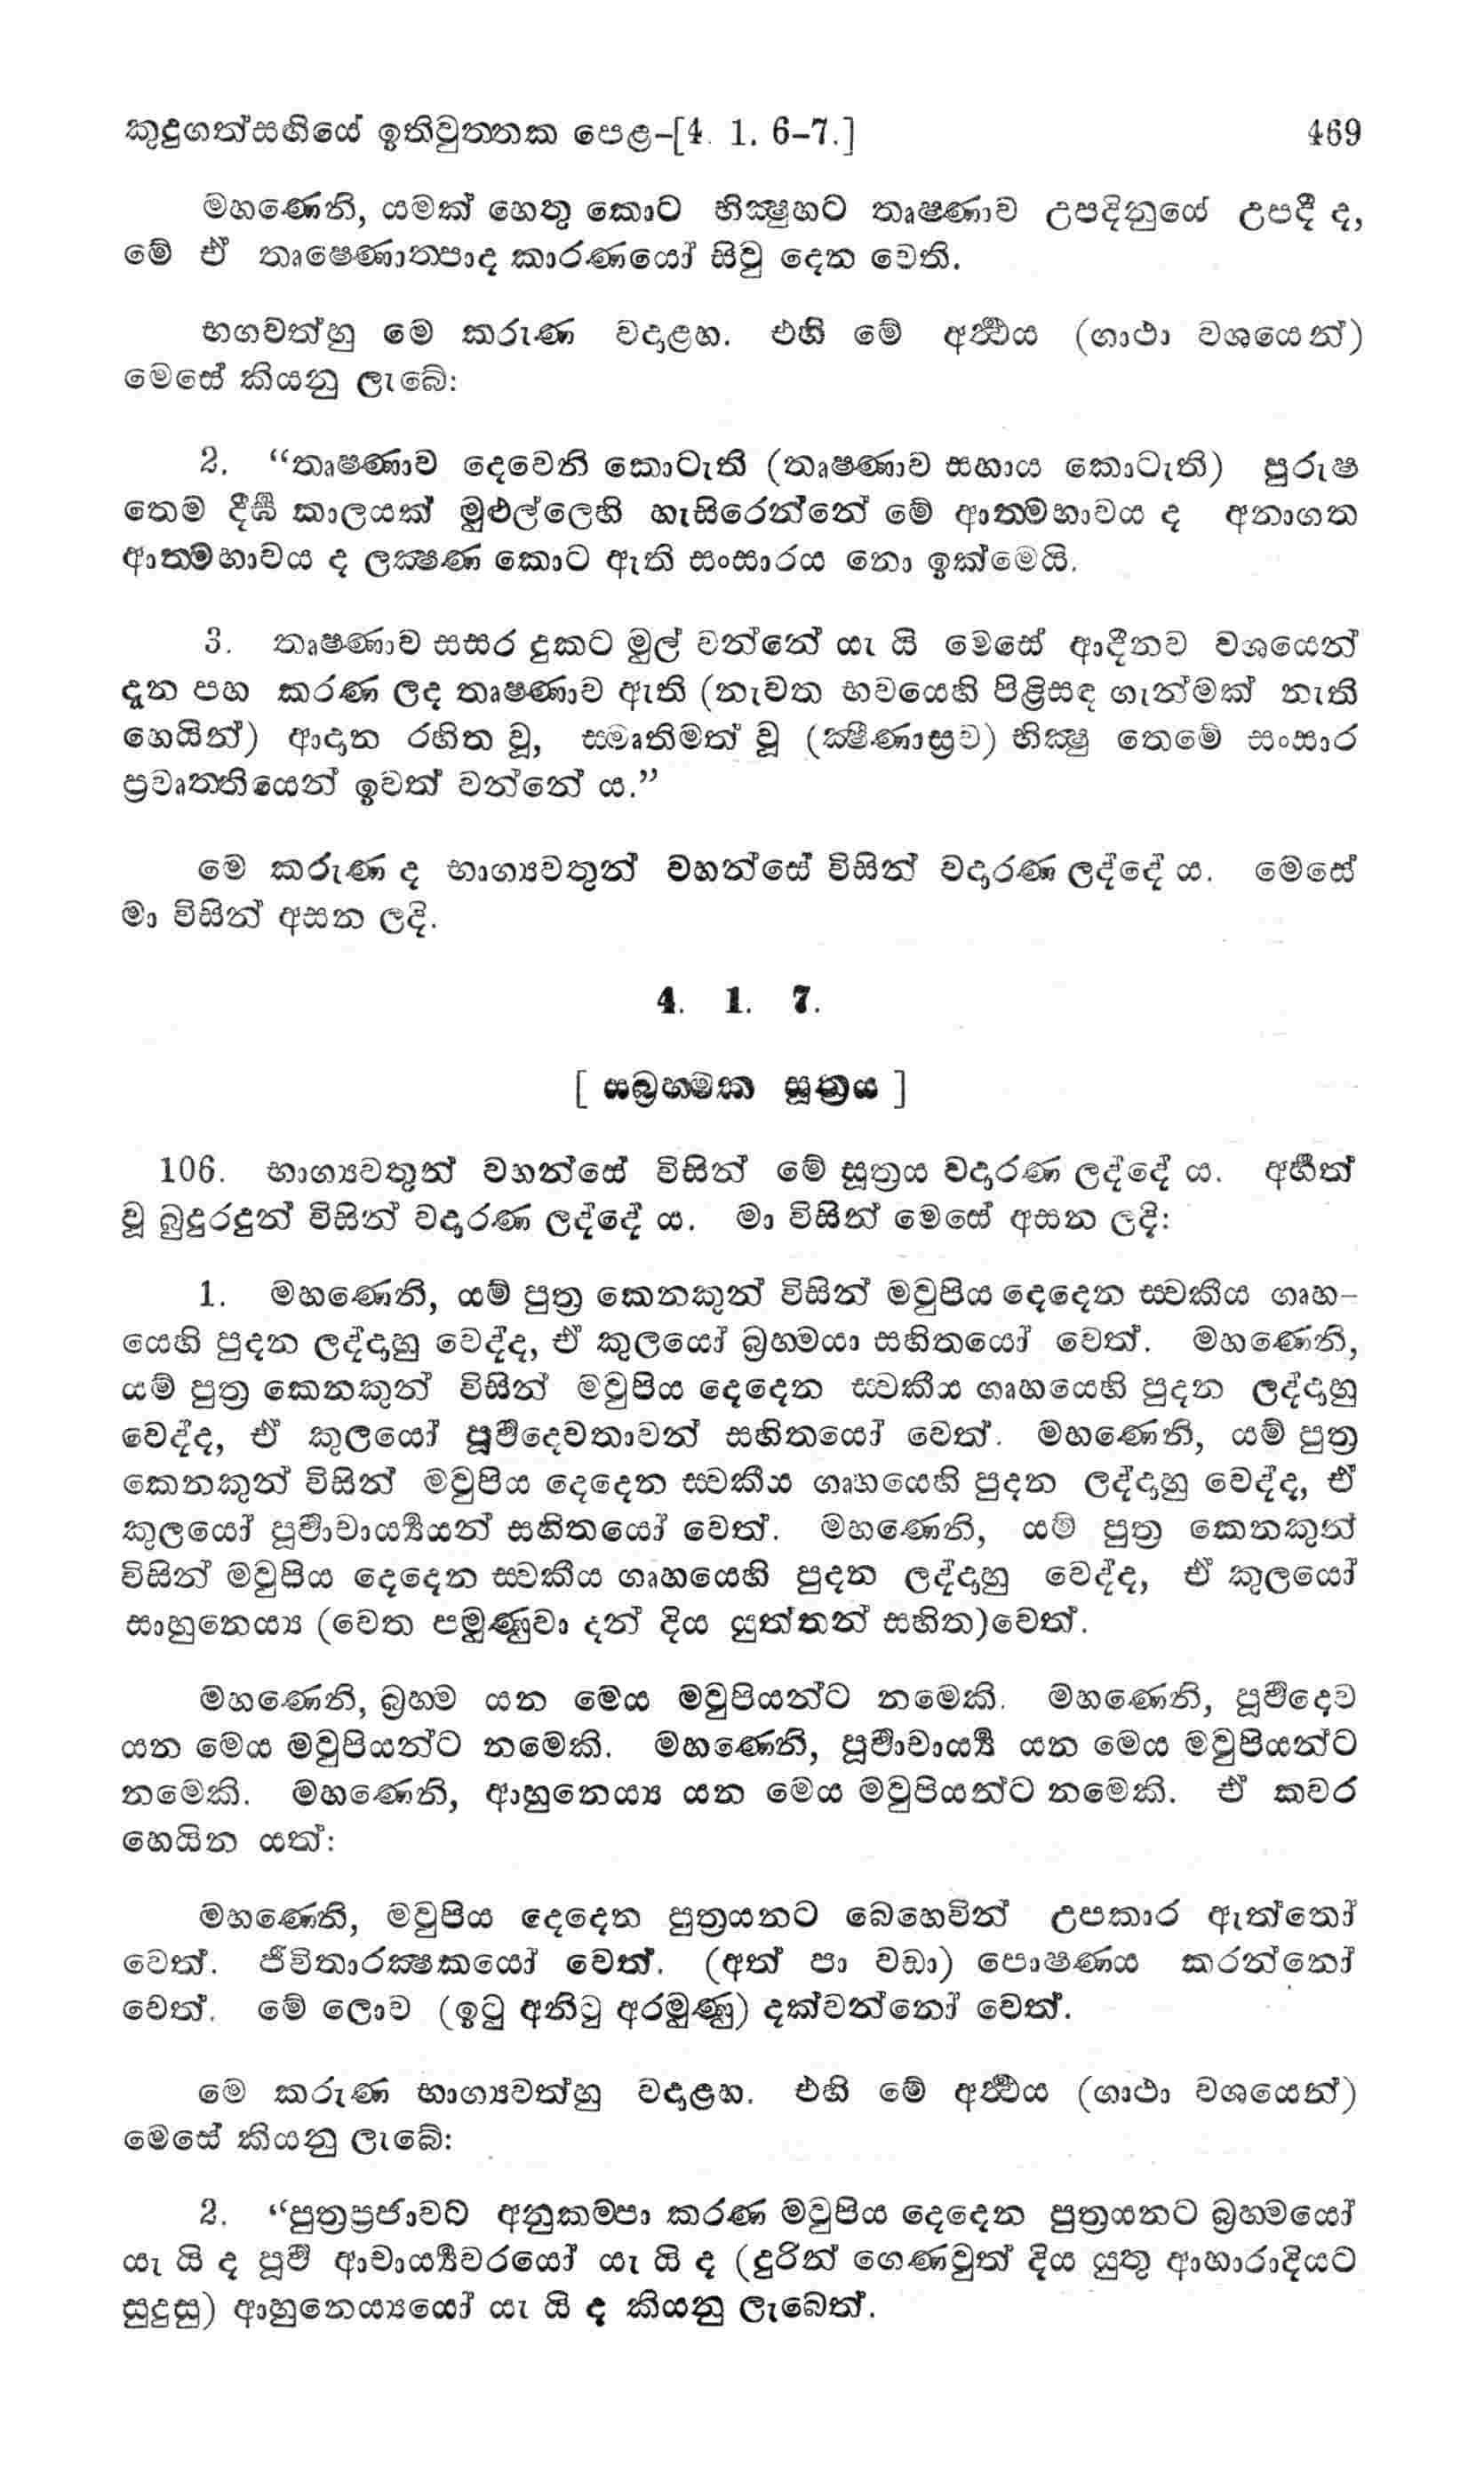 කුදුගත්සඟියේ ඉතිවුත්තක පෙළ–[4. 1. 6–7.] 469
මහණෙනි, යමක් හෙතු කොට භික්‍ෂුහට තෘෂ්ණාව උපදිනුයේ උපදී ද,
මේ ඒ තෘෂ්ණොත්පාද කාරණයෝ සිවු දෙන වෙති.
භගවත්හු මෙ කරුණ වදාළහ. එහි මේ අර්‍ථය (ගාථා වශයෙන්)
මෙසේ කියනු ලැබේ:
2. “තෘෂ්ණාව දෙවෙනි කොටැති (තෘෂ්ණාව සහාය කොටැති) පුරුෂ
තෙම දීර්‍ඝ කාලයක් මුළුල්ලෙහි හැසිරෙන්නේ මේ ආත්මභාවය ද අනාගත
ආත්මභාවය ද ලක්‍ෂණ කොට ඇති සංසාරය නො ඉක්මෙයි.
3. තෘෂ්ණාව සසර දුකට මුල් වන්නේ යැ යි මෙසේ ආදීනව වශයෙන්
දැන පහ කරණ ලද තෘෂ්ණාව ඇති (නැවත භවයෙහි පිළිසඳ ගැන්මක් නැති
හෙයින්) ආදාන රහිත වූ, ස්මෘතිමත් වූ (ක්‍ෂීණාස්‍රව) භික්‍ෂු තෙමේ සංසාර
ප්‍රවෘත්තියෙන් ඉවත් වන්නේ ය.”
මෙ කරුණ ද භාග්‍යවතුන් වහන්සේ විසින් වදාරණ ලද්දේ ය. මෙසේ
මා විසින් අසන ලදි.
4. 1. 7.
[ සබ්‍රහ්මක සූත්‍රය ]
106. භාග්‍යවතුන් වහන්සේ විසින් මේ සූත්‍රය වදාරණ ලද්දේ ය. අර්‍හත්
වූ බුදුරදුන් විසින් වදාරණ ලද්දේ ය. මා විසින් මෙසේ අසන ලදි:
1. මහණෙනි, යම් පුත්‍ර කෙනකුන් විසින් මවුපිය දෙදෙන ස්වකීය ගෘහ-
යෙහි පුදන ලද්දාහු වෙද්ද, ඒ කුලයෝ බ්‍රහ්මයා සහිතයෝ වෙත්. මහණෙනි,
යම් පුත්‍ර කෙනකුන් විසින් මවුපිය දෙදෙන ස්වකීය ගෘහයෙහි පුදන ලද්දාහු
වෙද්ද, ඒ කුලයෝ පූර්‍වදෙවතාවන් සහිතයෝ වෙත්. මහණෙනි, යම් පුත්‍ර
කෙනකුන් විසින් මවුපිය දෙදෙන ස්වකීය ගෘහයෙහි පුදන ලද්දාහු වෙද්ද, ඒ
කුලයෝ පූර්‍වාචාර්‍ය්‍යයන් සහිතයෝ වෙත්. මහණෙනි, යම් පුත්‍ර කෙනකුන්
විසින් මවුපිය දෙදෙන ස්වකීය ගෘහයෙහි පුදන ලද්දාහු වෙද්ද, ඒ කුලයෝ
සාහුනෙය්‍ය (වෙත පමුණුවා දන් දිය යුත්තන් සහිත)වෙත්.
මහණෙනි, බ්‍රහ්ම යන මෙය මවුපියන්ට නමෙකි. මහණෙනි, පූර්‍වදෙව
යන මෙය මවුපියන්ට නමෙකි. මහණෙනි, පූර්‍වාචාර්‍ය්‍ය යන මෙය මවුපියන්ට
නමෙකි. මහණෙනි, ආහුනෙය්‍ය යන මෙය මවුපියන්ට නමෙකි. ඒ කවර
හෙයින යත්:
මහණෙනි, මවුපිය දෙදෙන පුත්‍රයනට බෙහෙවින් උපකාර ඇත්තෝ
වෙත්. ජීවිතාරක්‍ෂකයෝ වෙත්. (අත් පා වඩා) පොෂණය කරන්නෝ
වෙත්. මේ ලොව (ඉටු අනිටු අරමුණු) දක්වන්නෝ වෙත්.
මෙ කරුණ භාග්‍යවත්හු වදාළහ. එහි මේ අර්‍ථය (ගාථා වශයෙන්)
මෙසේ කියනු ලැබේ:
2. “පුත්‍රප්‍රජාවට අනුකම්පා කරණ මවුපිය දෙදෙන පුත්‍රයනට බ්‍රහ්මයෝ
යැ යි ද පූර්‍ව ආචාර්‍ය්‍යවරයෝ යැ යි ද (දුරින් ගෙණවුත් දිය යුතු ආහාරාදියට
සුදුසු) ආහුනෙය්‍යයෝ යැ යි ද කියනු ලැබෙත්.